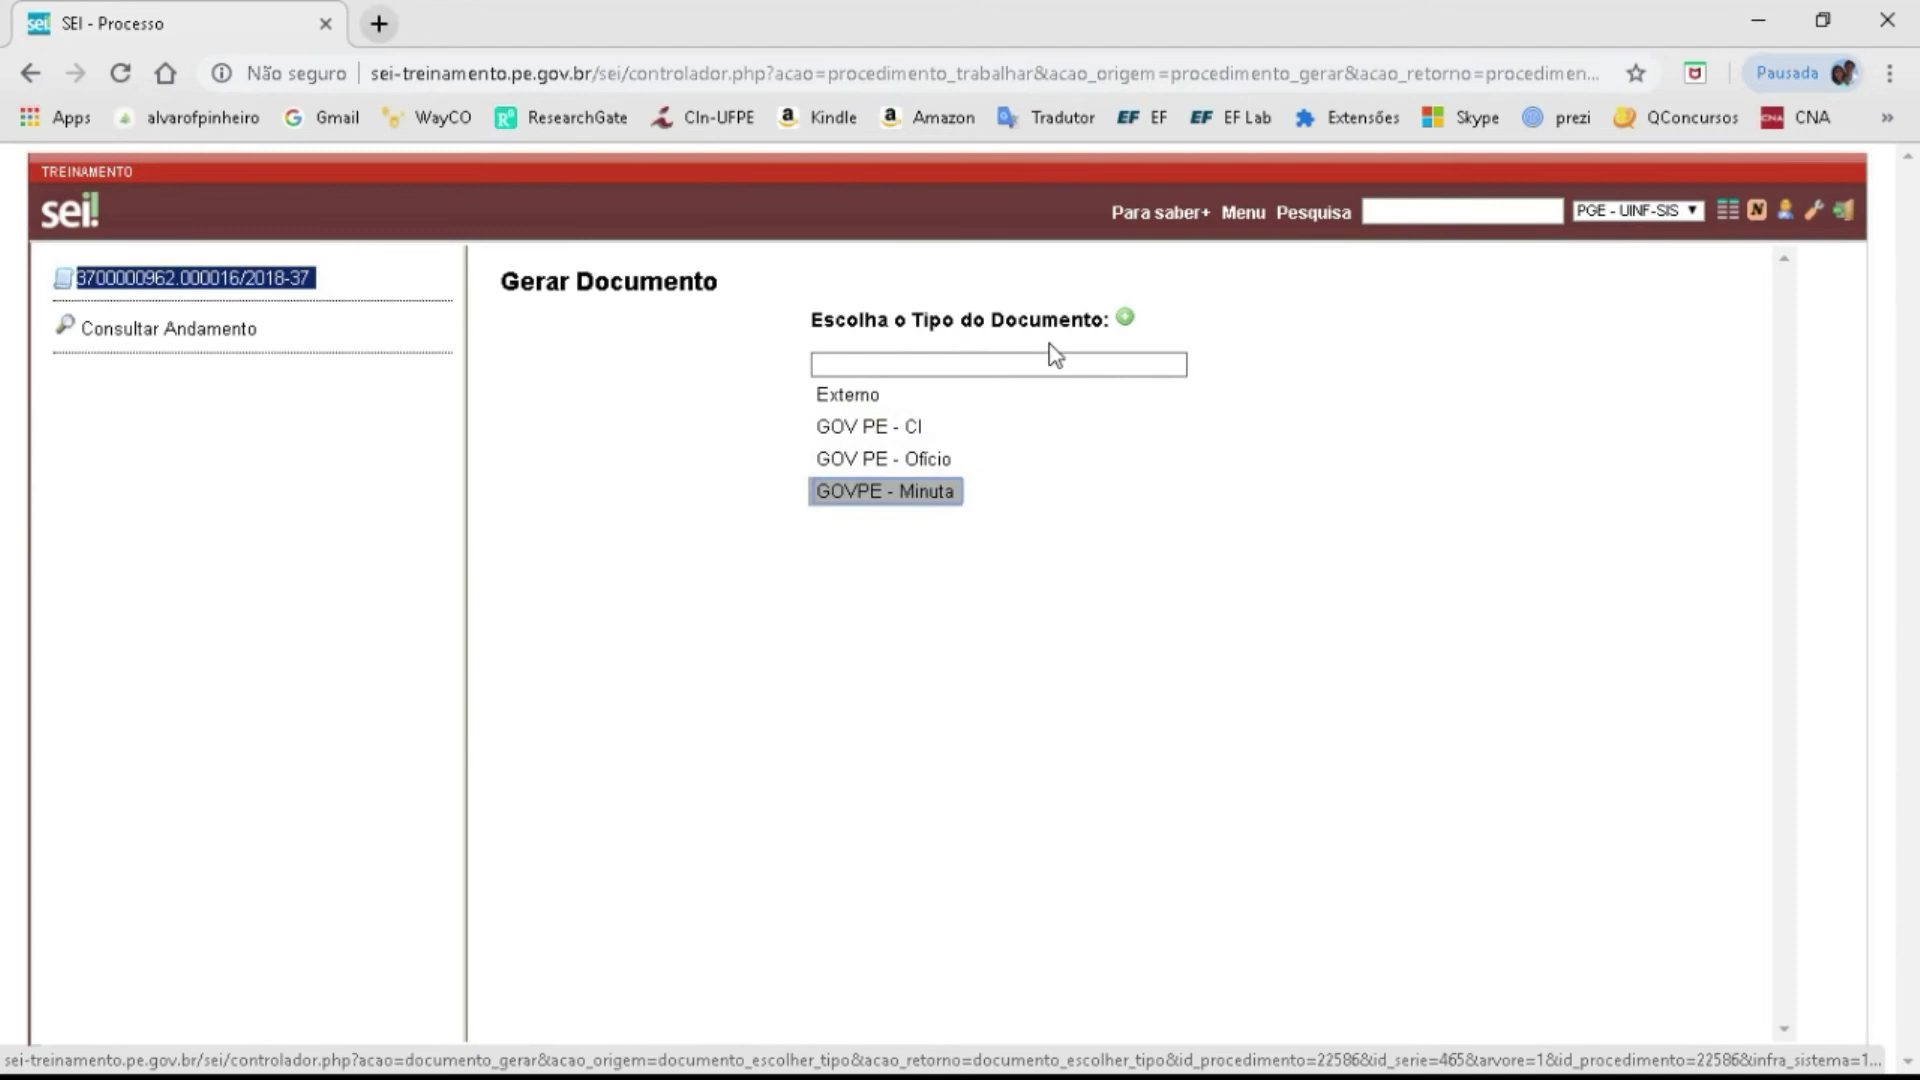 sei! SEI - Processo
Não seguro | sei-treinamento.pe.gov.br/sei/controlador.php?acao=procedimento_trabalhar&acao_origem=procedimento_gerar&acao_retorno=procedimen... Pausada
Apps alvarofpinheiro Gmail WayCO ResearchGate CIn-UFPE Kindle Amazon Tradutor EF EF EF EF Lab Extensões Skype prezi QConcursos CNA CNA »
TREINAMENTO
sei! Para saber+ Menu Pesquisa PGE - UINF-SIS
3700000962.000016/2018-37
Consultar Andamento
Gerar Documento
Escolha o Tipo do Documento:
Externo
GOV PE - CI
GOV PE - Ofício
GOVPE - Minuta
sei-treinamento.pe.gov.br/sei/controlador.php?acao=documento_gerar&acao_origem=documento_escolher_tipo&acao_retorno=documento_escolher_tipo&id_procedimento=22586&id_serie=465&arvore=1&id_procedimento=22586&infra_sistema=1...